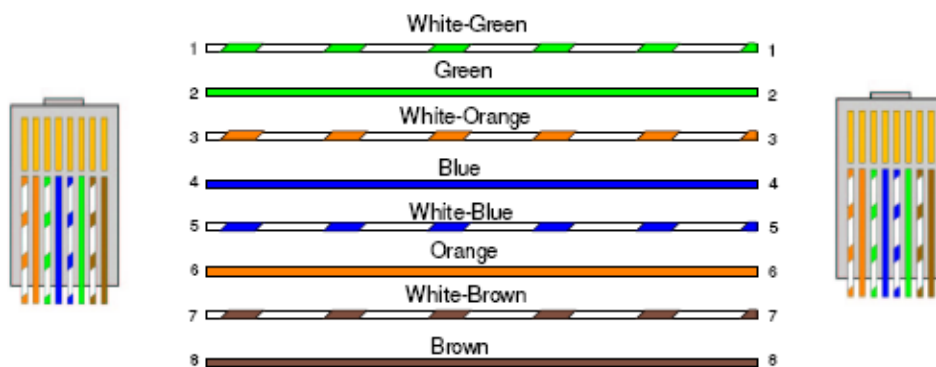 White-Green
1 1
Green
2 2
White-Orange
3 3
Blue
4 4
White-Blue
5 5
Orange
6 6
White-Brown
7 7
Brown
8 8